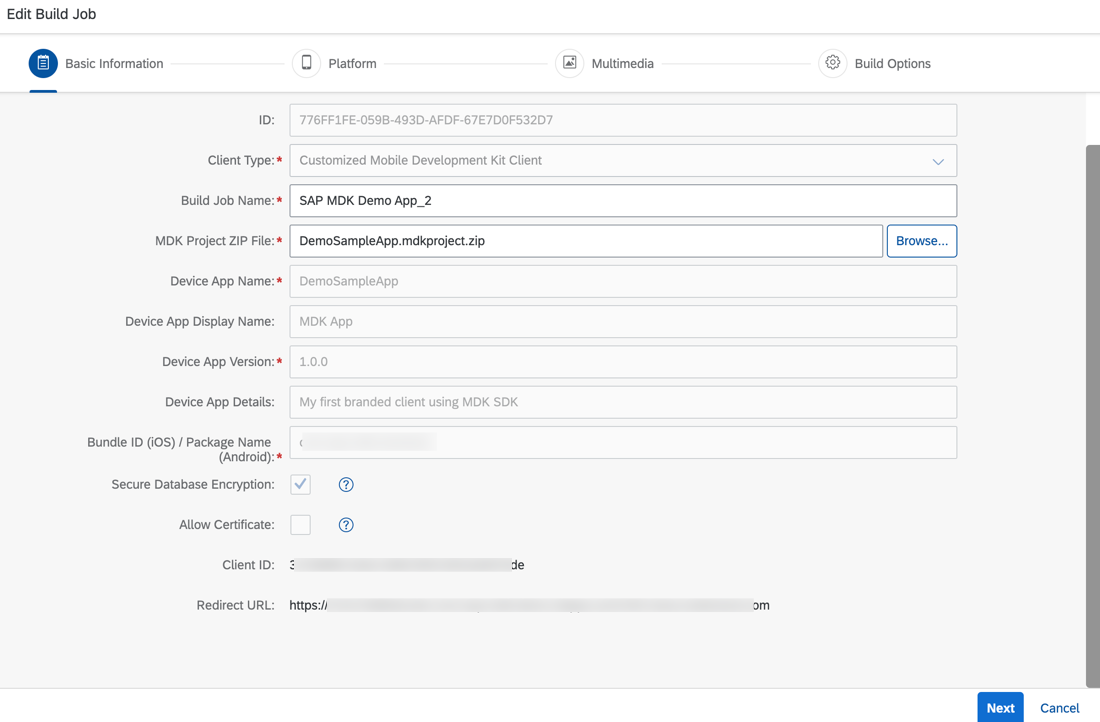 Edit Build Job
Basic Information
Platform
Multimedia
Build Options
ID: 776FF1FE-059B-493D-AFDF-67E7D0F532D7
Client Type:* Customized Mobile Development Kit Client
Build Job Name:* SAP MDK Demo App_2
MDK Project ZIP File:* DemoSampleApp.mdkproject.zip Browse...
Device App Name:* DemoSampleApp
Device App Display Name: MDK App
Device App Version:* 1.0.0
Device App Details: My first branded client using MDK SDK
Bundle ID (iOS) / Package Name
(Android):*
Secure Database Encryption: ?
Allow Certificate: ?
Client ID: 3 de
Redirect URL: https:// om
Next Cancel